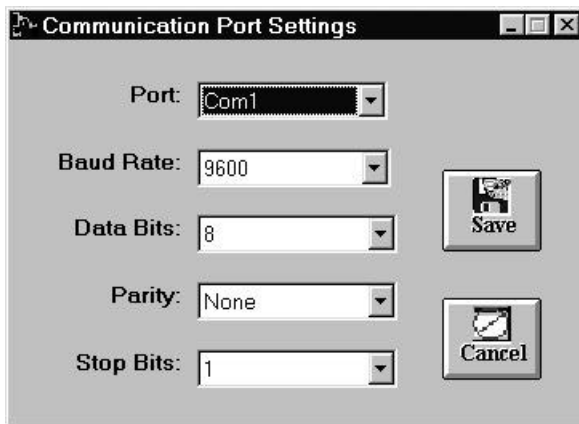 Communication Port Settings
Port: Com1
Baud Rate: 9600
Data Bits: 8
Parity: None
Stop Bits: 1
Save
Cancel